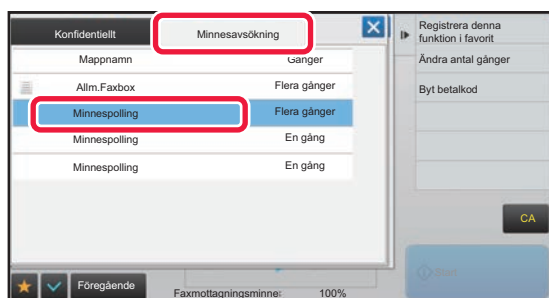 Konfidentiellt
Minnesavsökning
Mappnamn
Gånger
Allm.Faxbox
Flera gånger
Minnespolling
Flera gånger
Minnespolling
En gång
Minnespolling
En gång
Registrera denna
funktion i favorit
Ändra antal gånger
Byt betalkod
CA
Start
Föregående
Faxmottagningsminne:
100%